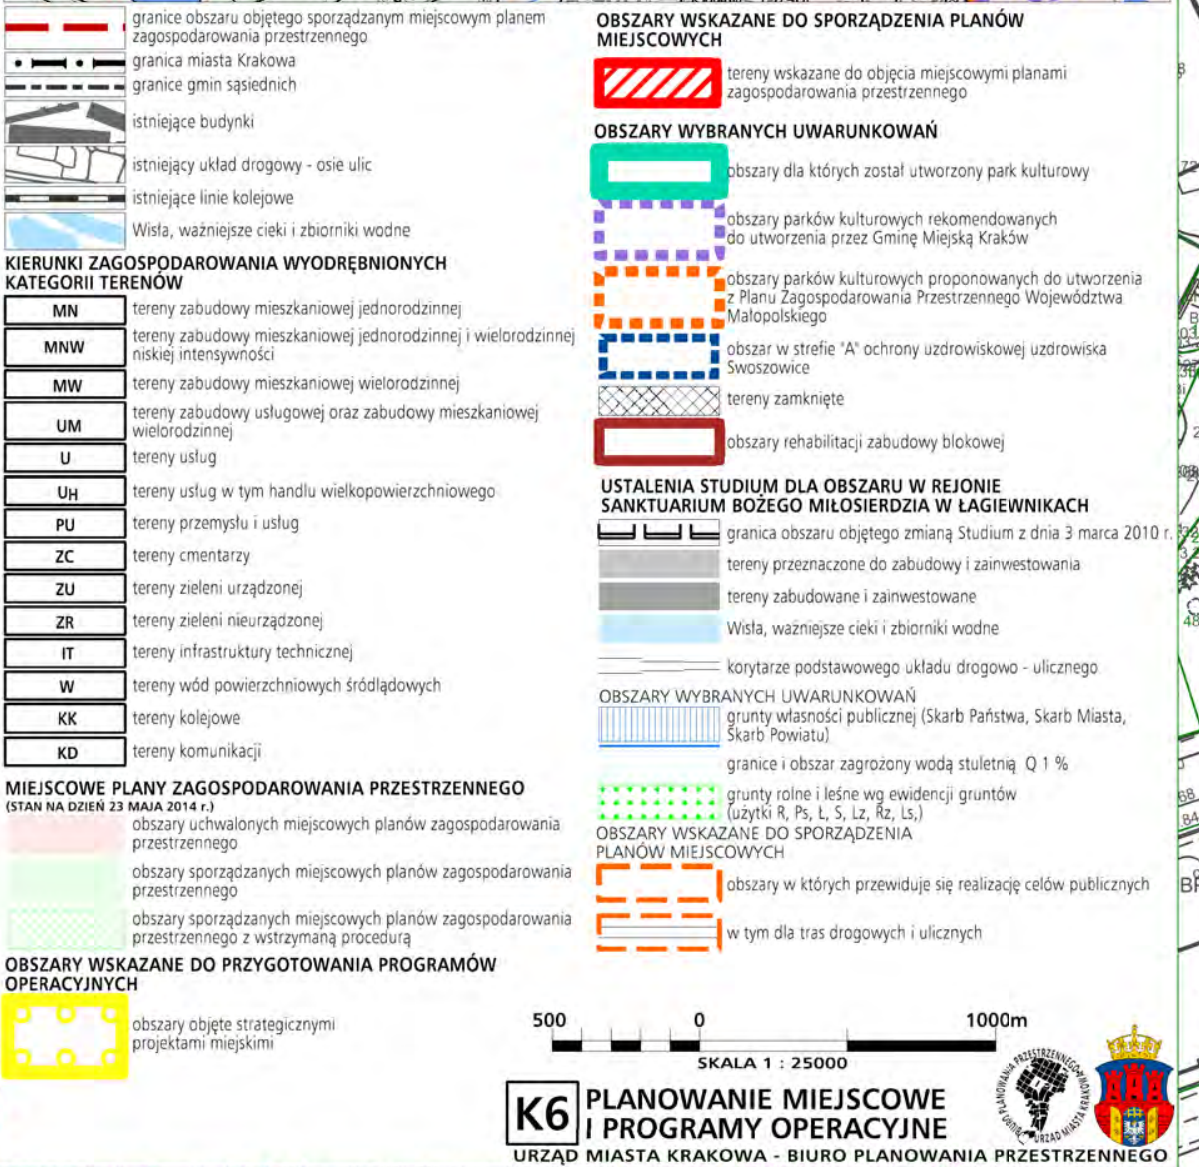 granice obszaru objętego sporządzanym miejscowym planem
zagospodarowania przestrzennego
granica miasta Krakowa
granice gmin sąsiednich
istniejące budynki
istniejący układ drogowy - osie ulic
istniejące linie kolejowe
Wisła, ważniejsze cieki i zbiorniki wodne
KIERUNKI ZAGOSPODAROWANIA WYODRĘBNIONYCH
KATEGORII TERENÓW
MN tereny zabudowy mieszkaniowej jednorodzinnej
MNW tereny zabudowy mieszkaniowej jednorodzinnej i wielorodzinnej
niskiej intensywności
MW tereny zabudowy mieszkaniowej wielorodzinnej
UM tereny zabudowy usługowej oraz zabudowy mieszkaniowej
wielorodzinnej
U tereny usług
UH tereny usług w tym handlu wielkopowierzchniowego
PU tereny przemysłu i usług
ZC tereny cmentarzy
ZU tereny zieleni urządzonej
ZR tereny zieleni nieurządzonej
IT tereny infrastruktury technicznej
W tereny wód powierzchniowych śródlądowych
KK tereny kolejowe
KD tereny komunikacji
MIEJSCOWE PLANY ZAGOSPODAROWANIA PRZESTRZENNEGO
(STAN NA DZIEŃ 23 MAJA 2014 r.)
obszary uchwalonych miejscowych planów zagospodarowania
przestrzennego
obszary sporządzanych miejscowych planów zagospodarowania
przestrzennego
obszary sporządzanych miejscowych planów zagospodarowania
przestrzennego z wstrzymaną procedurą
OBSZARY WSKAZANE DO PRZYGOTOWANIA PROGRAMÓW
OPERACYJNYCH
obszary objęte strategicznymi
projektami miejskimi
OBSZARY WSKAZANE DO SPORZĄDZENIA PLANÓW
MIEJSCOWYCH
tereny wskazane do objęcia miejscowymi planami
zagospodarowania przestrzennego
OBSZARY WYBRANYCH UWARUNKOWAŃ
obszary dla których został utworzony park kulturowy
obszary parków kulturowych rekomendowanych
do utworzenia przez Gminę Miejską Kraków
obszary parków kulturowych proponowanych do utworzenia
z Planu Zagospodarowania Przestrzennego Województwa
Małopolskiego
obszar w strefie "A" ochrony uzdrowiskowej uzdrowiska
Swoszowice
tereny zamknięte
obszary rehabilitacji zabudowy blokowej
USTALENIA STUDIUM DLA OBSZARU W REJONIE
SANKTUARIUM BOŻEGO MIŁOSIERDZIA W ŁAGIEWNIKACH
granica obszaru objętego zmianą Studium z dnia 3 marca 2010 r.
tereny przeznaczone do zabudowy i zainwestowania
tereny zabudowane i zainwestowane
Wisła, ważniejsze cieki i zbiorniki wodne
korytarze podstawowego układu drogowo - ulicznego
OBSZARY WYBRANYCH UWARUNKOWAŃ
grunty własności publicznej (Skarb Państwa, Skarb Miasta,
Skarb Powiatu)
granice i obszar zagrożony wodą stuletnią Q 1 %
grunty rolne i leśne wg ewidencji gruntów
(użytki R, Ps, Ł, S, Lz, Rz, Ls,)
OBSZARY WSKAZANE DO SPORZĄDZENIA
PLANÓW MIEJSCOWYCH
obszary w których przewiduje się realizację celów publicznych
w tym dla tras drogowych i ulicznych
500 0 1000m
SKALA 1 : 25000
K6 PLANOWANIE MIEJSCOWE
I PROGRAMY OPERACYJNE
URZĄD MIASTA KRAKOWA - BIURO PLANOWANIA PRZESTRZENNEGO